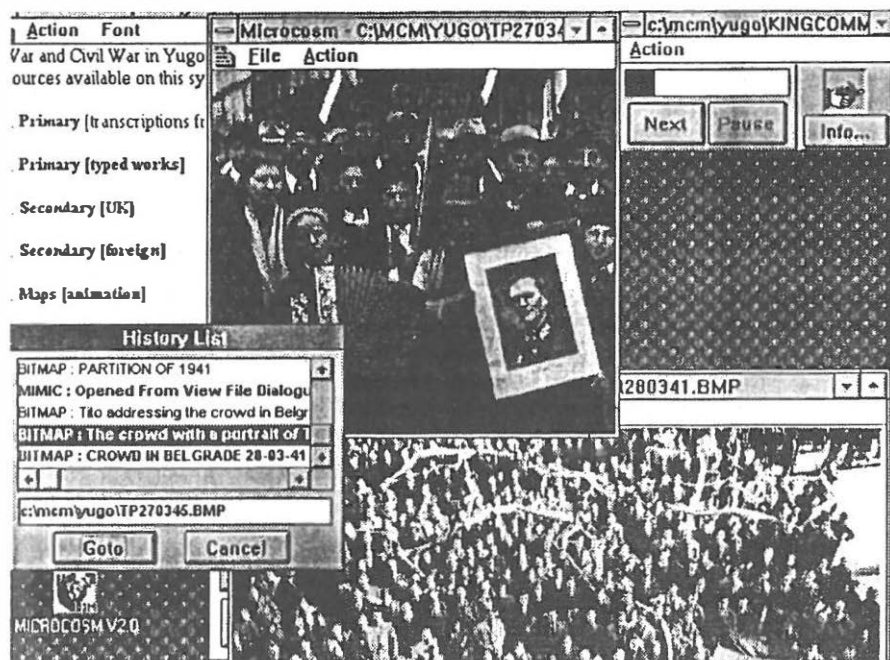 Action Font
War and Civil War in Yugo
ources available on this sy
Primary [transcriptions fr
Primary [typed works]
Secondary [UK]
Secondary [foreign]
Maps [animation]
Microcosm - C:\MCM\YUGO\TP27034
File Action
c:\mcm\yugo\KINGCOMM
Action
Next Pause Info...
History List
BITMAP : PARTITION OF 1941
MIMIC : Opened From View File Dialogu
BITMAP : Tito addressing the crowd in Belgr
BITMAP : The crowd with a portrait of T
BITMAP : CROWD IN BELGRADE 28-03-41
c:\mcm\yugo\TP270345.BMP
Goto Cancel
280341.BMP
MICROCOSM V2.0